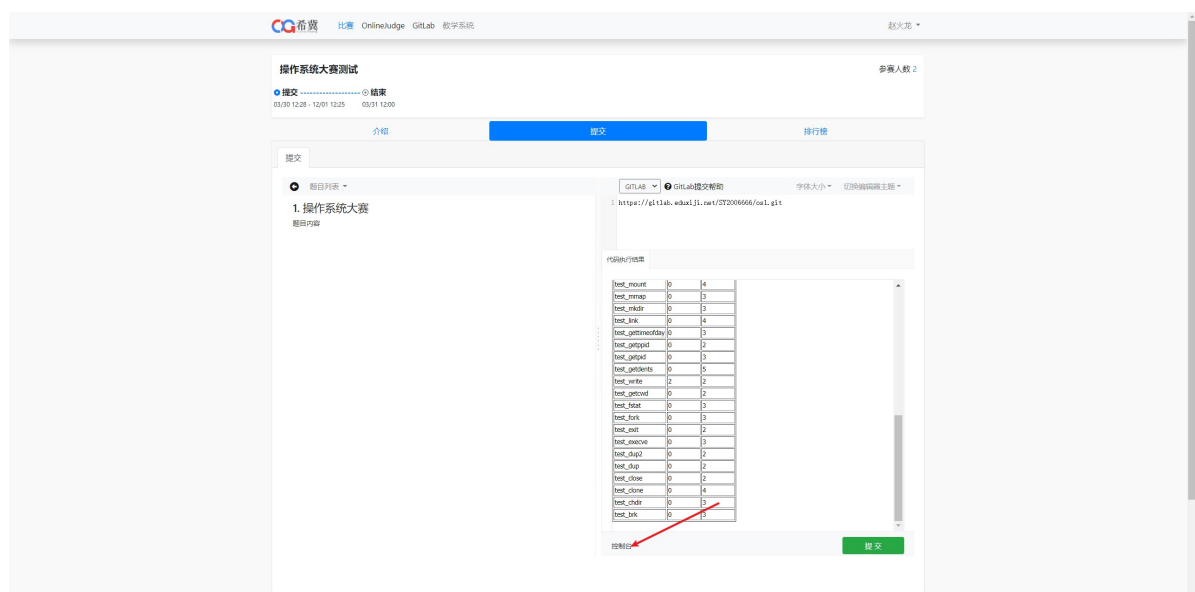 CG希冀 比赛 OnlineJudge GitLab 教学系统 赵火龙
操作系统大赛测试 参赛人数 2
提交 ------------------- 结束
03/30 12:28 - 12/01 12:25 03/31 12:00
介绍 提交 排行榜
提交
题目列表 GITLAB GitLab提交帮助 字体大小 切换编辑器主题
1. 操作系统大赛
题目内容
1 https://gitlab.eduxiji.net/SY2006666/os1.git
代码执行结果
test_mount 0 4
test_mmap 0 3
test_mkdir 0 3
test_link 0 4
test_gettimeofday 0 3
test_getppid 0 2
test_getpid 0 3
test_getdents 0 5
test_write 2 2
test_getcwd 0 2
test_fstat 0 3
test_fork 0 3
test_exit 0 2
test_execve 0 3
test_dup2 0 2
test_dup 0 2
test_close 0 2
test_clone 0 4
test_chdir 0 3
test_brk 0 3
控制台 提 交